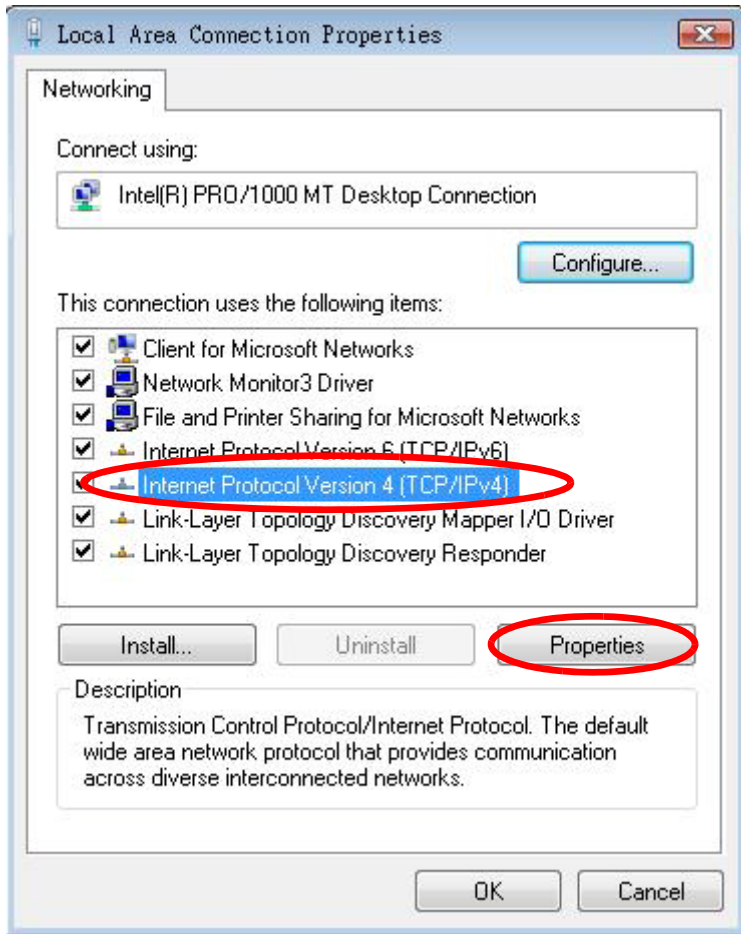 Local Area Connection Properties
Networking
Connect using:
Intel(R) PRO/1000 MT Desktop Connection
Configure...
This connection uses the following items:
Client for Microsoft Networks
Network Monitor3 Driver
File and Printer Sharing for Microsoft Networks
Internet Protocol Version 6 (TCP/IPv6)
Internet Protocol Version 4 (TCP/IPv4)
Link-Layer Topology Discovery Mapper I/O Driver
Link-Layer Topology Discovery Responder
Install...
Uninstall
Properties
Description
Transmission Control Protocol/Internet Protocol. The default
wide area network protocol that provides communication
across diverse interconnected networks.
OK
Cancel